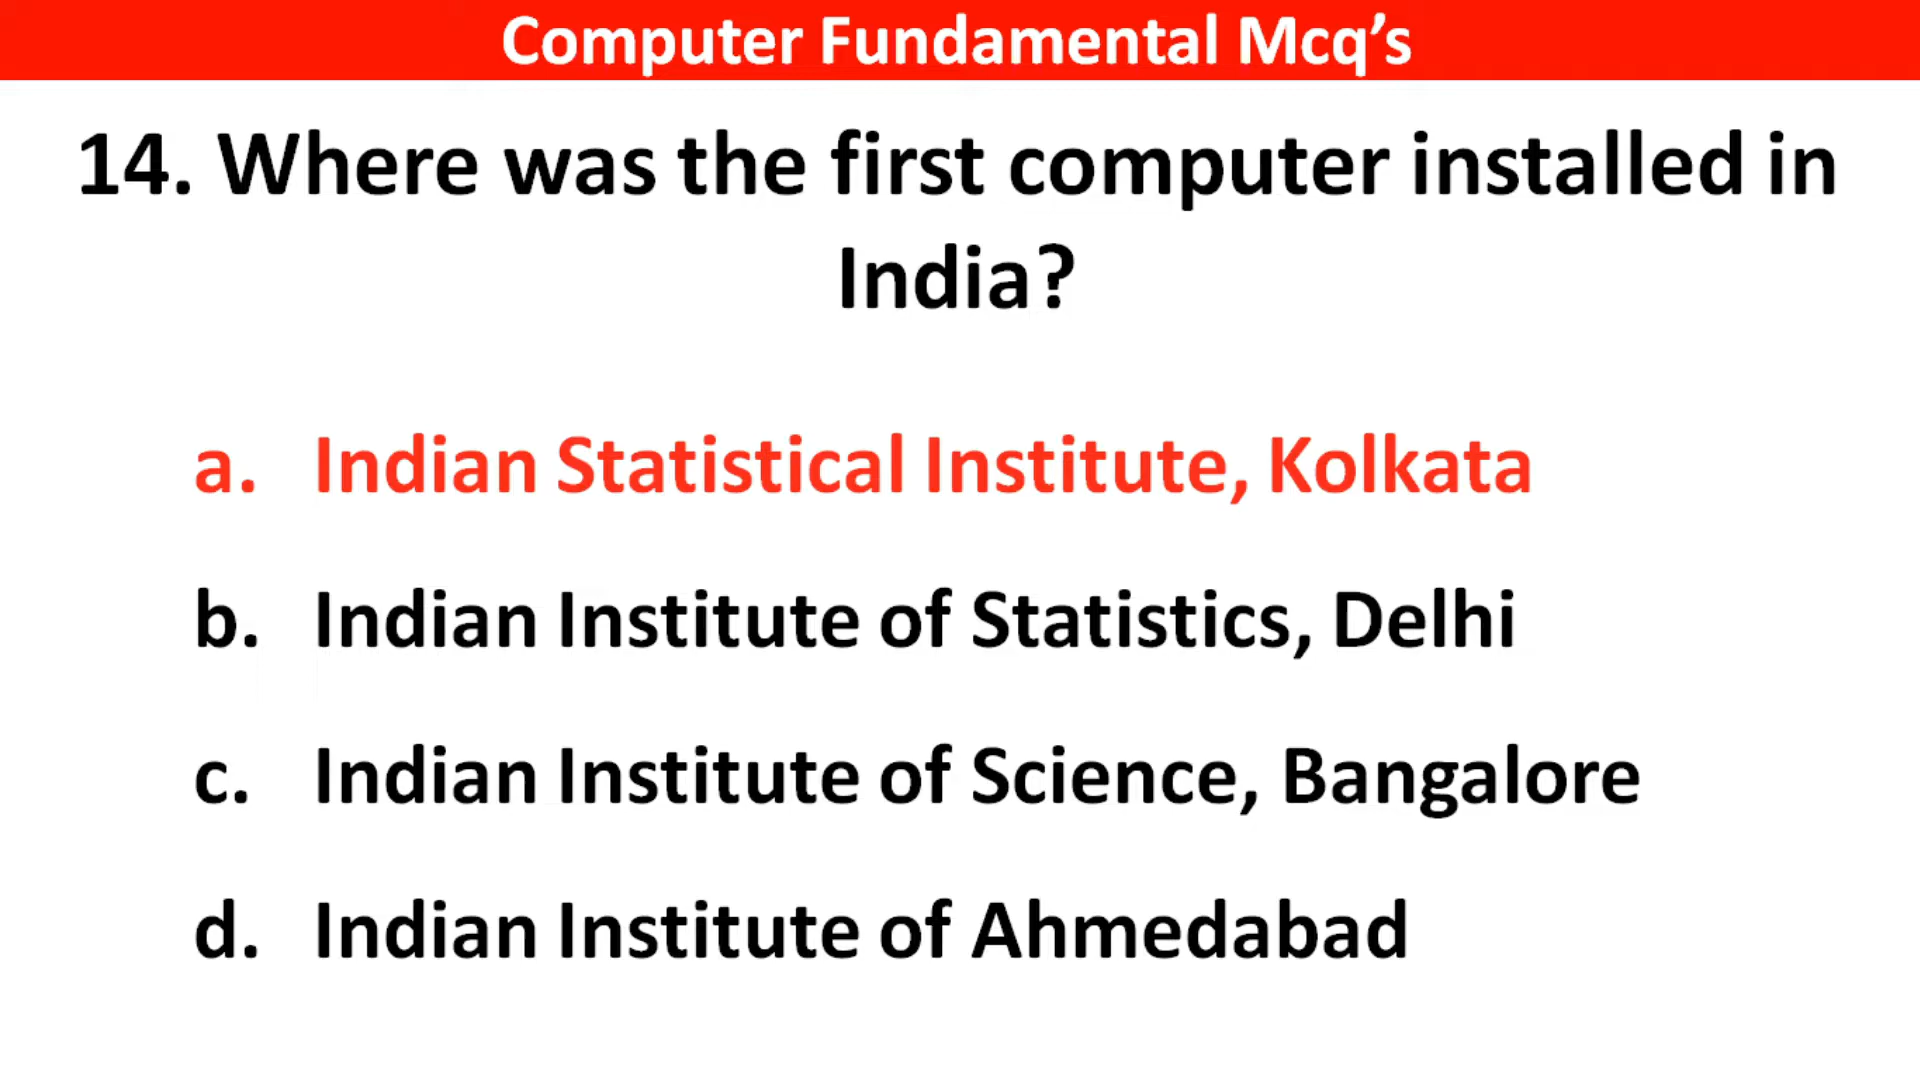 Computer Fundamental Mcq’s
14. Where was the first computer installed in
India?
a. Indian Statistical Institute, Kolkata
b. Indian Institute of Statistics, Delhi
c. Indian Institute of Science, Bangalore
d. Indian Institute of Ahmedabad